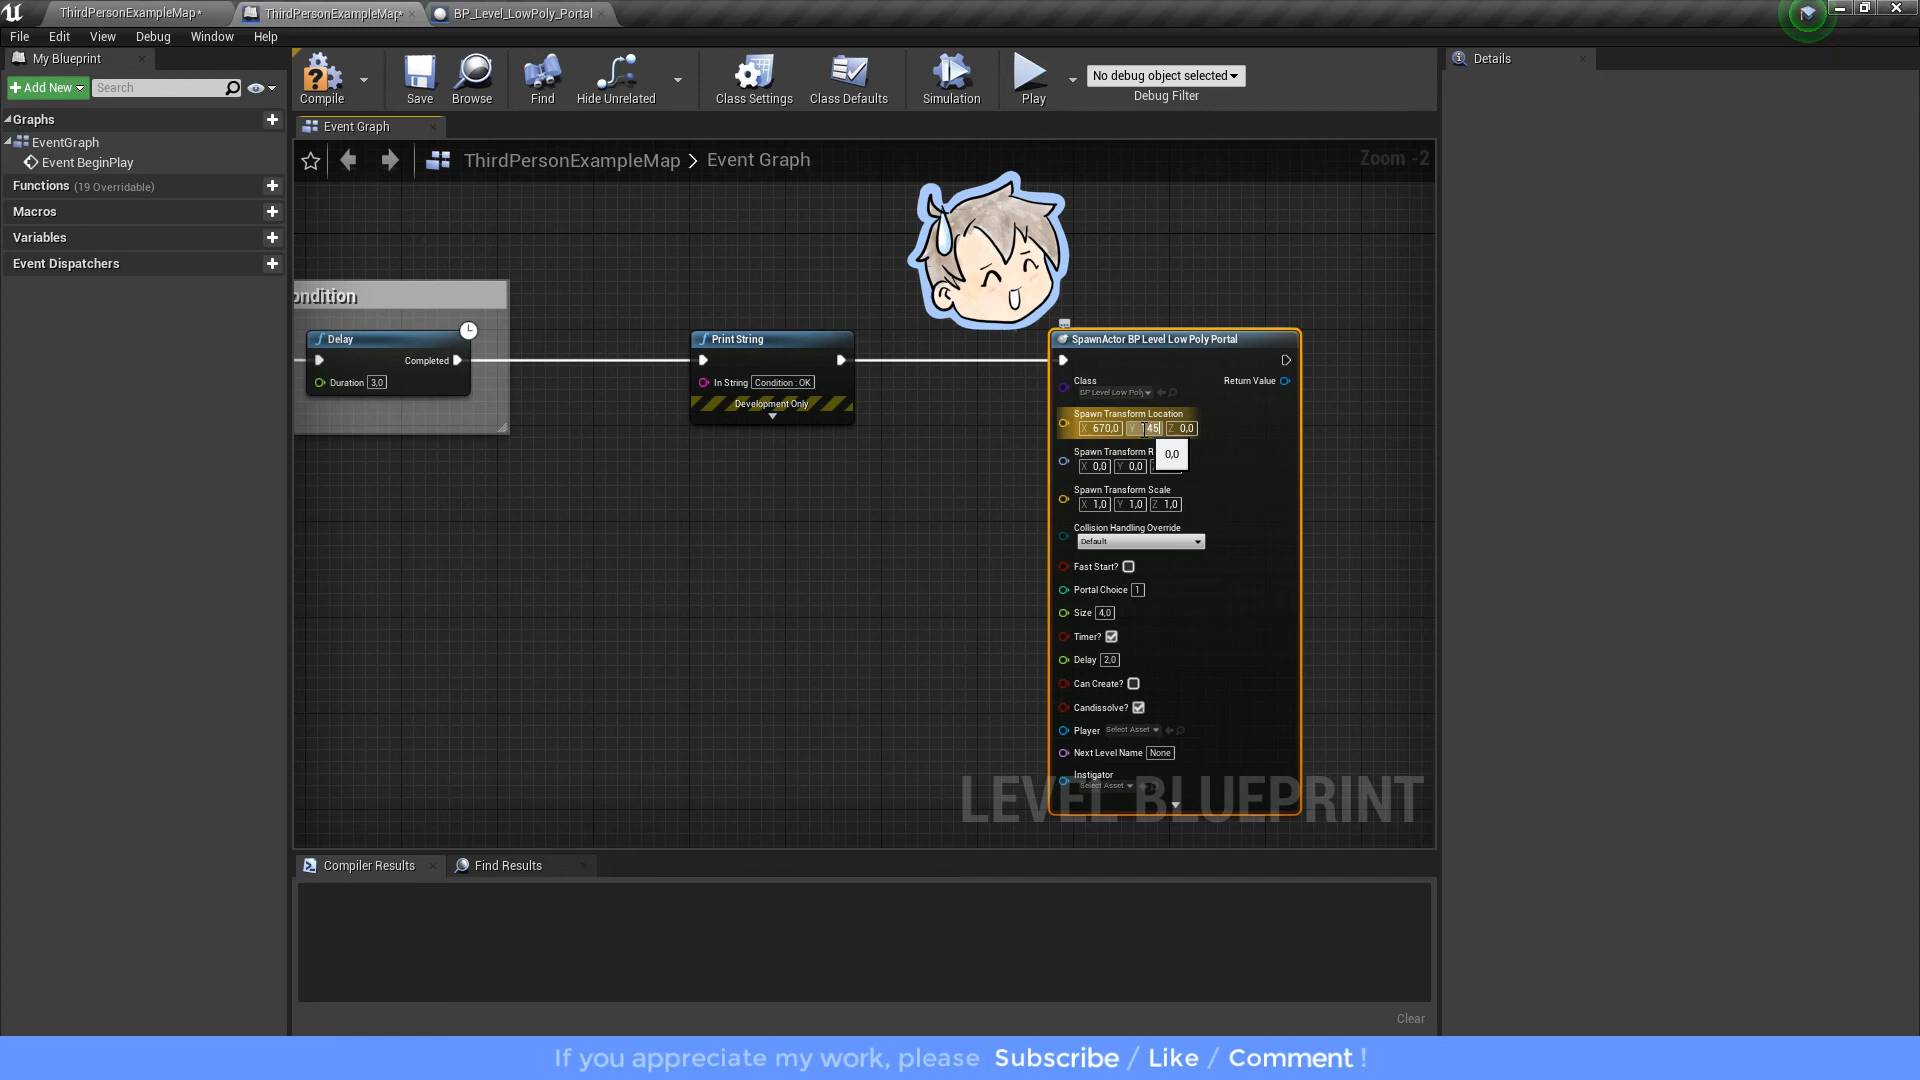 ThirdPersonExampleMap*
ThirdPersonExampleMap*
BP_Level_LowPoly_Portal
File
Edit
View
Debug
Window
Help
My Blueprint
Add New
Search
Graphs
EventGraph
Event BeginPlay
Functions (19 Overridable)
Macros
Variables
Event Dispatchers
Compile
Save
Browse
Find
Hide Unrelated
Class Settings
Class Defaults
Simulation
Play
No debug object selected
Debug Filter
Details
Event Graph
ThirdPersonExampleMap > Event Graph
Zoom -2
ondition
Delay
Completed
Duration 3,0
Print String
In String Condition : OK
Development Only
SpawnActor BP Level Low Poly Portal
Class
Return Value
BP Level Low Poly
Spawn Transform Location
X 670,0 Y 45 Z 0,0
0,0
Spawn Transform R
X 0,0 Y 0,0
Spawn Transform Scale
X 1,0 Y 1,0 Z 1,0
Collision Handling Override
Default
Fast Start?
Portal Choice 1
Size 4,0
Timer?
Delay 2,0
Can Create?
Candissolve?
Player Select Asset
Next Level Name None
Instigator
Select Asset
LEVEL BLUEPRINT
Compiler Results
Find Results
Clear
If you appreciate my work, please Subscribe / Like / Comment !